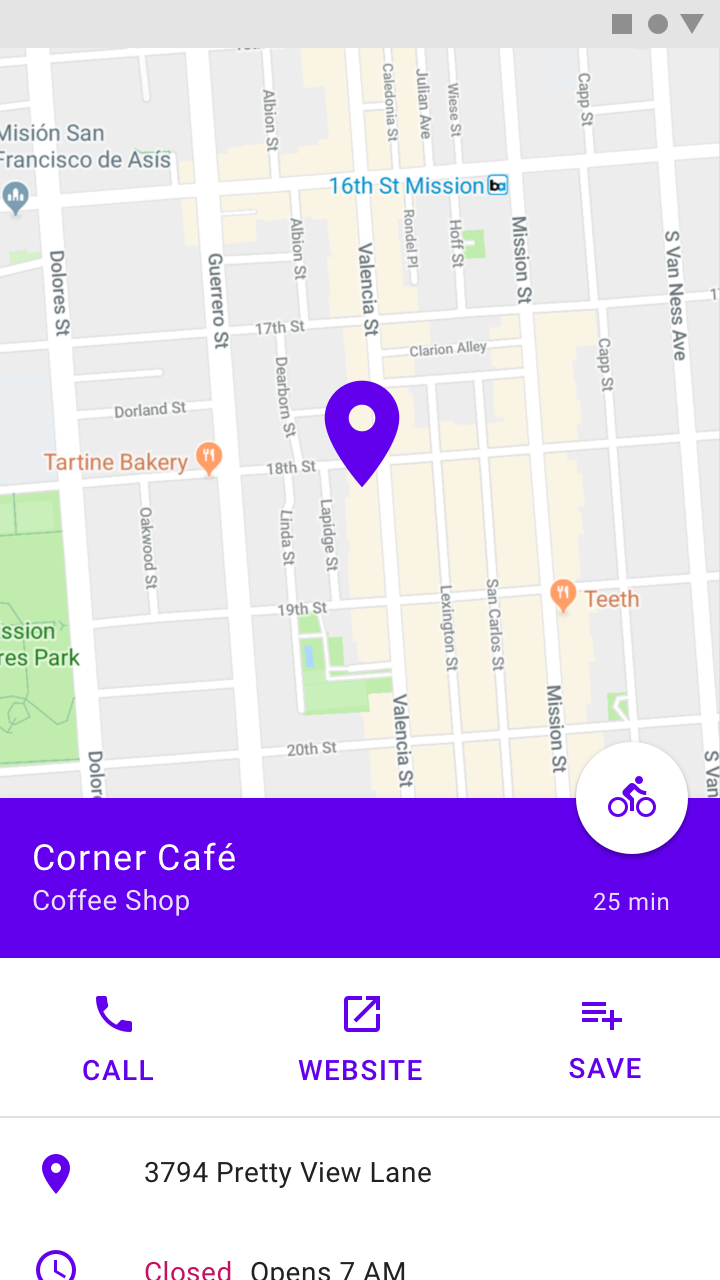 Albion St
Caledonia St
Julian Ave
Wiese St
Capp St
Misión San
Francisco de Asís
16th St Mission
Dolores St
Guerrero St
Albion St
Valencia St
Rondel Pl
Hoff St
Mission St
S Van Ness Ave
17th St
Clarion Alley
Capp St
Dearborn St
Dorland St
Tartine Bakery
18th St
Oakwood St
Linda St
Lapidge St
Lexington St
San Carlos St
Teeth
19th St
ssion
res Park
Valencia St
Mission St
20th St
Dolor
S Van
Corner Café
Coffee Shop
25 min
CALL
WEBSITE
SAVE
3794 Pretty View Lane
Closed Opens 7 AM